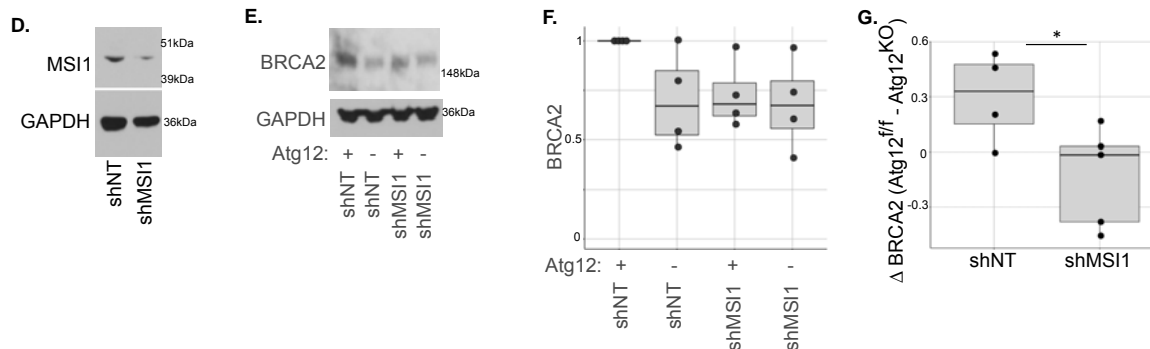 D.
MSI1
51kDa
39kDa
GAPDH
36kDa
shNT
shMSI1
E.
BRCA2
148kDa
GAPDH
36kDa
Atg12: + - + -
shNT
shNT
shMSI1
shMSI1
F.
BRCA2
1
0.5
0
Atg12: + - + -
shNT
shNT
shMSI1
shMSI1
G.
Δ BRCA2 (Atg12f/f - Atg12KO)
0.6
0.3
0
-0.3
*
shNT
shMSI1